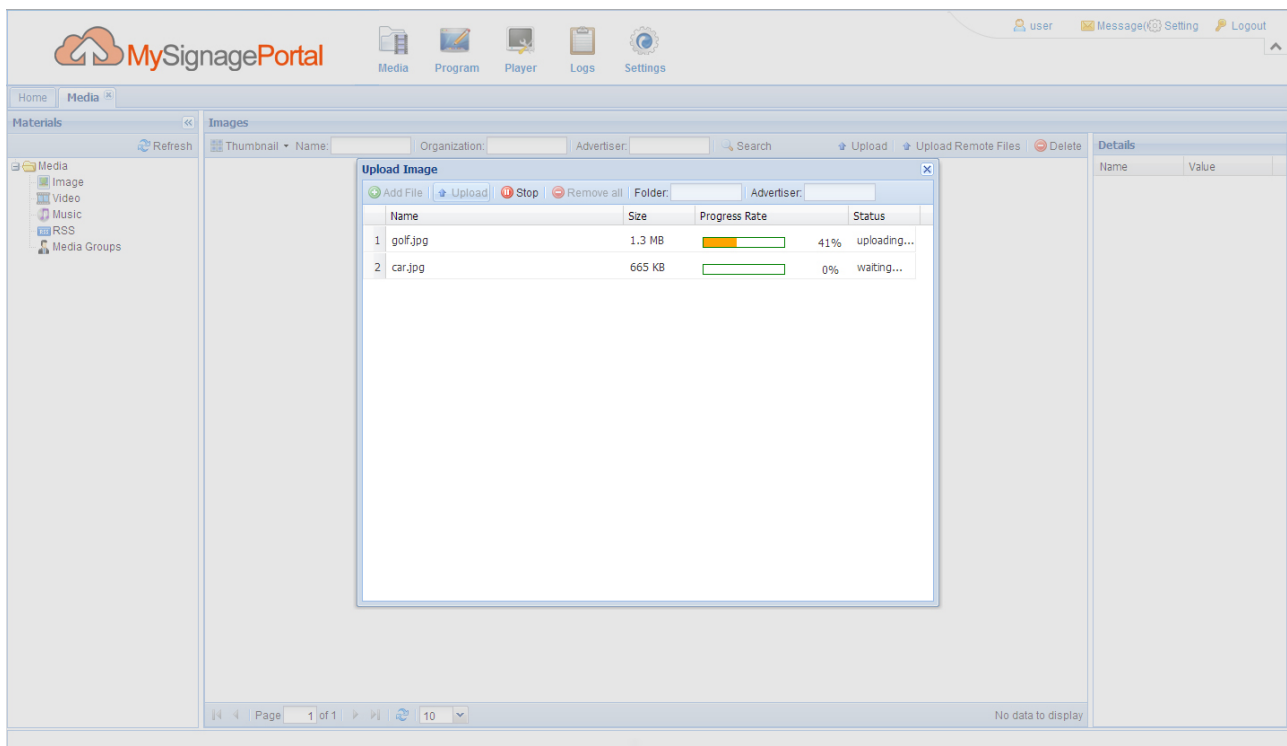 user Message( Setting Logout
MySignagePortal
Media Program Player Logs Settings
Home Media
Materials
Refresh
Media
Image
Video
Music
RSS
Media Groups
Images
Thumbnail Name: Organization: Advertiser: Search Upload Upload Remote Files Delete
Details
Name Value
Upload Image
Add File Upload Stop Remove all Folder: Advertiser:
Name Size Progress Rate Status
1 golf.jpg 1.3 MB 41% uploading...
2 car.jpg 665 KB 0% waiting...
Page 1 of 1 10 No data to display